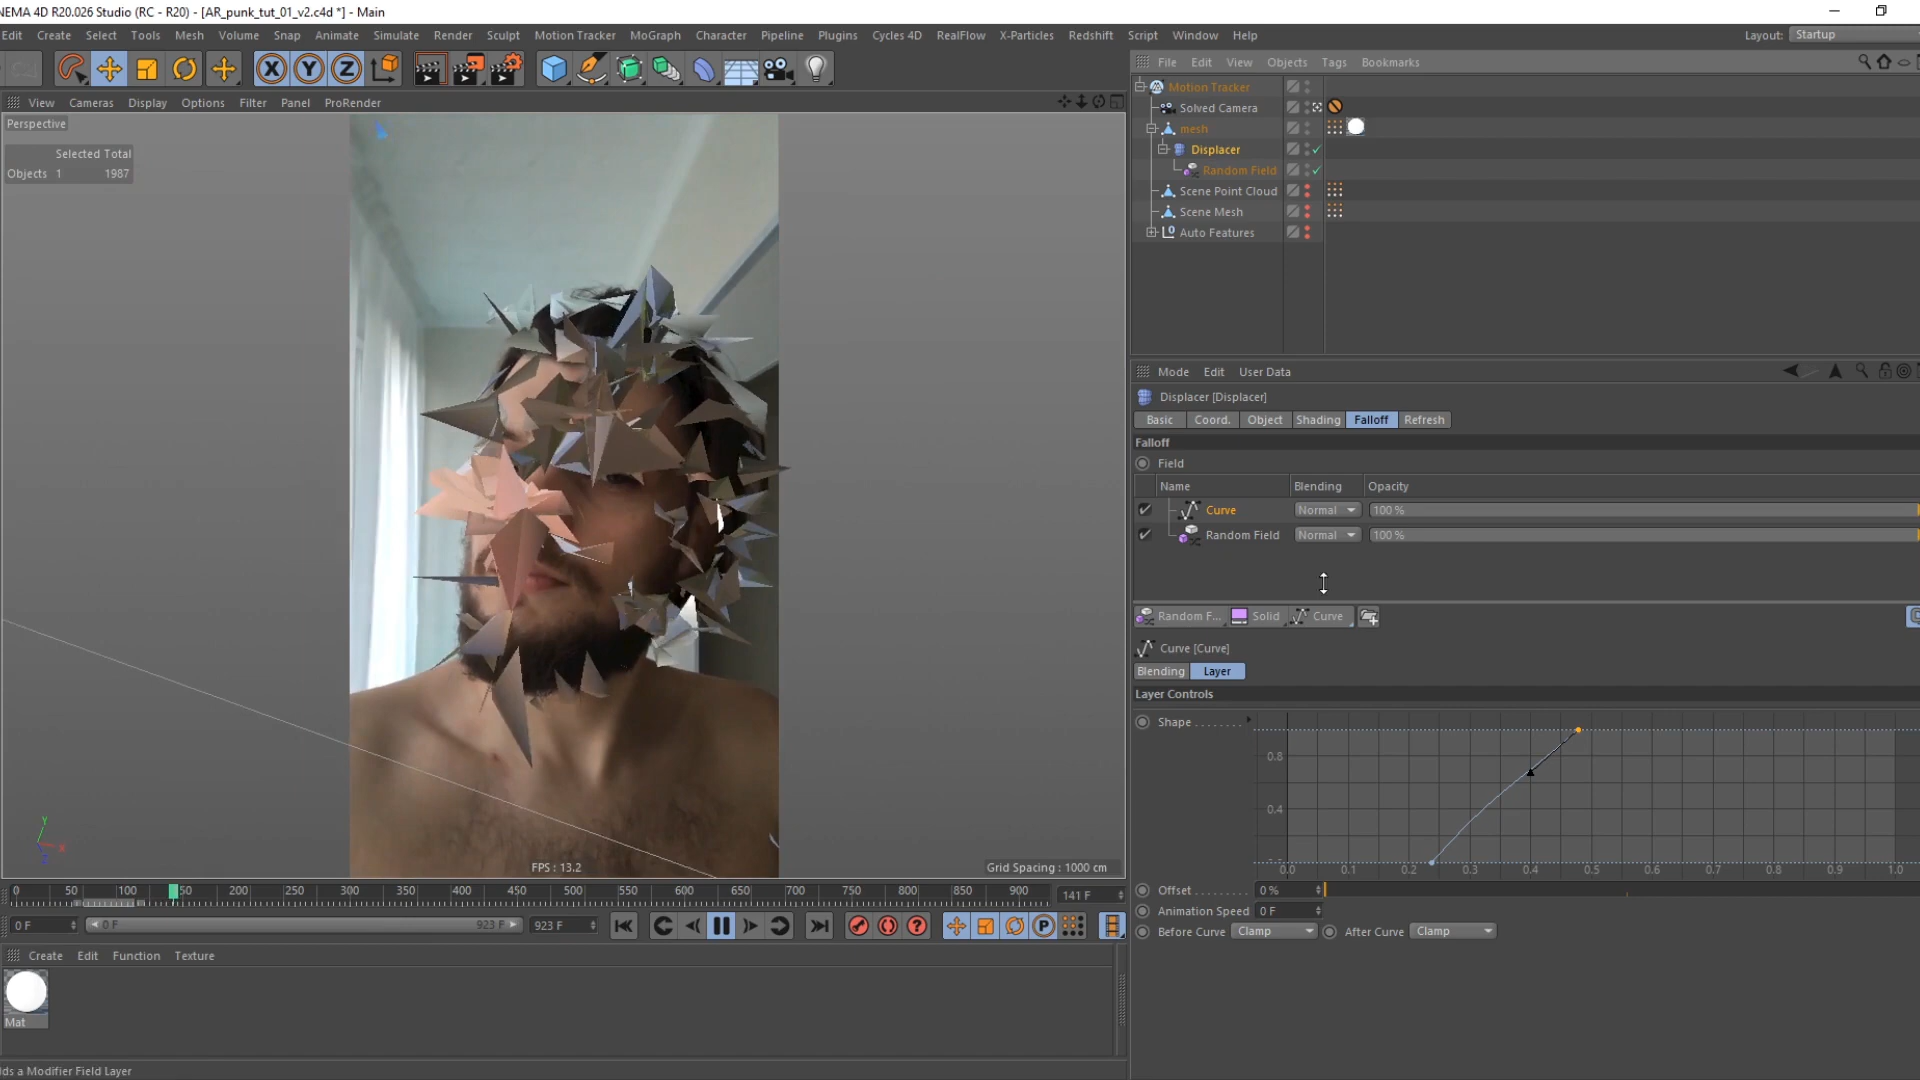 NEMA 4D R20.026 Studio (RC - R20) - [AR_punk_tut_01_v2.c4d *] - Main
Edit Create Select Tools Mesh Volume Snap Animate Simulate Render Sculpt Motion Tracker MoGraph Character Pipeline Plugins Cycles 4D RealFlow X-Particles Redshift Script Window Help Layout: Startup
X Y Z
File Edit View Objects Tags Bookmarks
View Cameras Display Options Filter Panel ProRender
Perspective
Selected Total
Objects 1 1987
Motion Tracker
Solved Camera
mesh
Displacer
Random Field
Scene Point Cloud
Scene Mesh
Auto Features
Mode Edit User Data
Displacer [Displacer]
Basic Coord. Object Shading Falloff Refresh
Falloff
Field
Name Blending Opacity
Curve Normal 100 %
Random Field Normal 100 %
Random F... Solid Curve
Curve [Curve]
Blending Layer
Layer Controls
Shape
0.8
0.4
0.0 0.1 0.2 0.3 0.4 0.5 0.6 0.7 0.8 0.9 1.0
Offset 0 %
Animation Speed 0 F
Before Curve Clamp After Curve Clamp
Y
X
Z
FPS : 13.2
Grid Spacing : 1000 cm
0 50 100 50 200 250 300 350 400 450 500 550 600 650 700 750 800 850 900 141 F
0 F 0 F 923 F 923 F
P
Create Edit Function Texture
Mat
lds a Modifier Field Layer